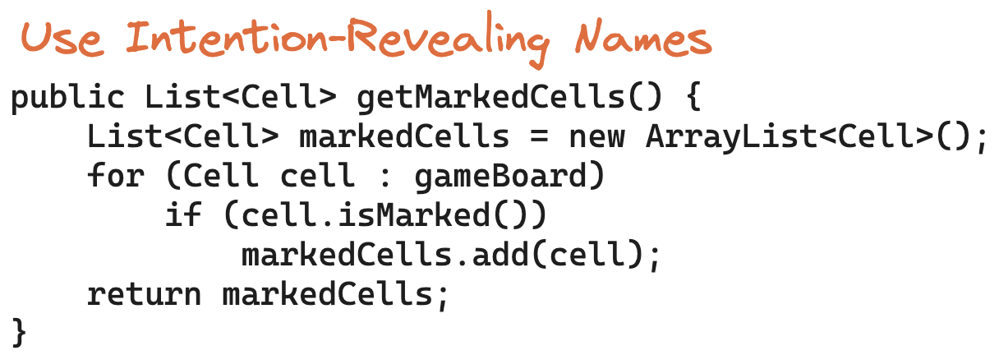 Use Intention-Revealing Names
public List<Cell> getMarkedCells() {
    List<Cell> markedCells = new ArrayList<Cell>();
    for (Cell cell : gameBoard)
        if (cell.isMarked())
            markedCells.add(cell);
    return markedCells;
}